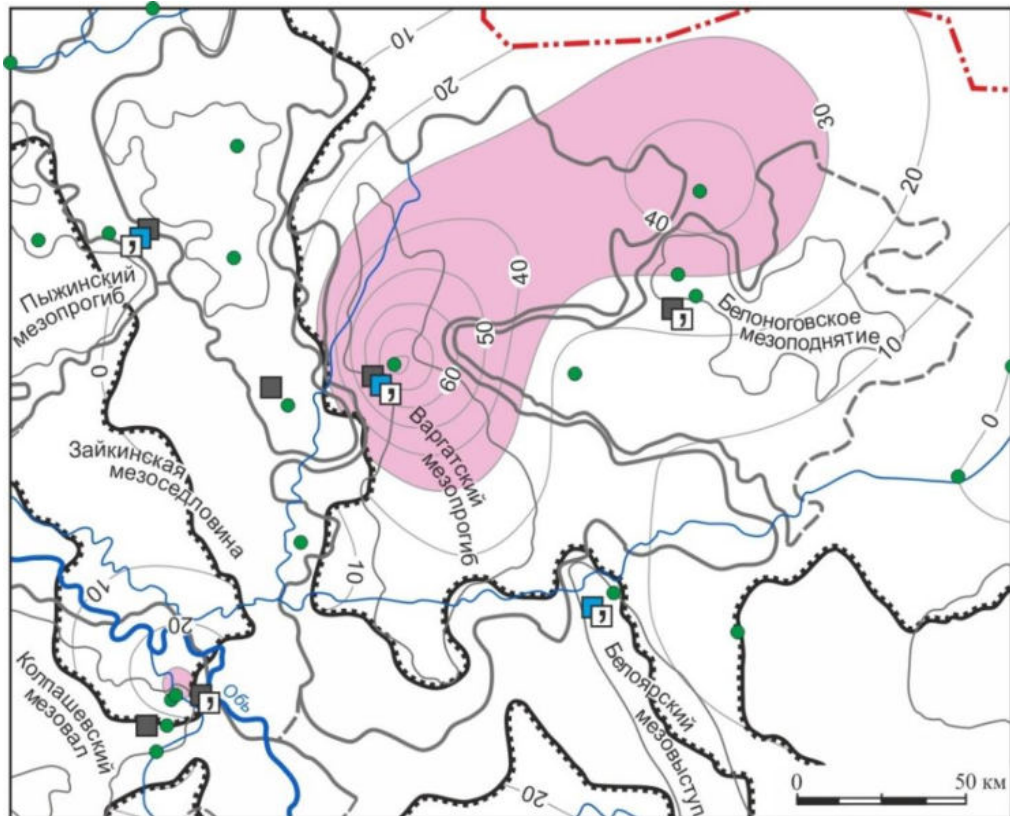 10
20
30
20
40
40
Пыжинский
мезопрогиб
Белоноговское
мезоподнятие
50
10
60
0
0
Варгатский
мезопрогиб
Зайкинская
мезоседловина
10
10
20
Колпашевский
мезовал
Обь
Белоярский
мезовыступ
20
0 50 км